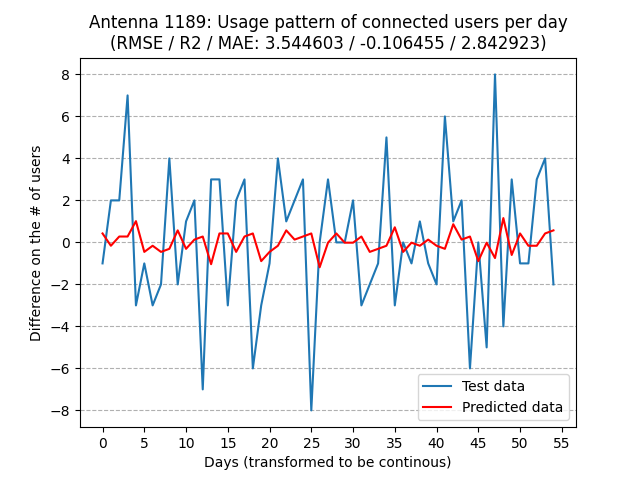 Antenna 1189: Usage pattern of connected users per day
(RMSE / R2 / MAE: 3.544603 / -0.106455 / 2.842923)
8
6
4
2
0
−2
−4
−6
−8
Difference on the # of users
Test data
Predicted data
0 5 10 15 20 25 30 35 40 45 50 55
Days (transformed to be continous)